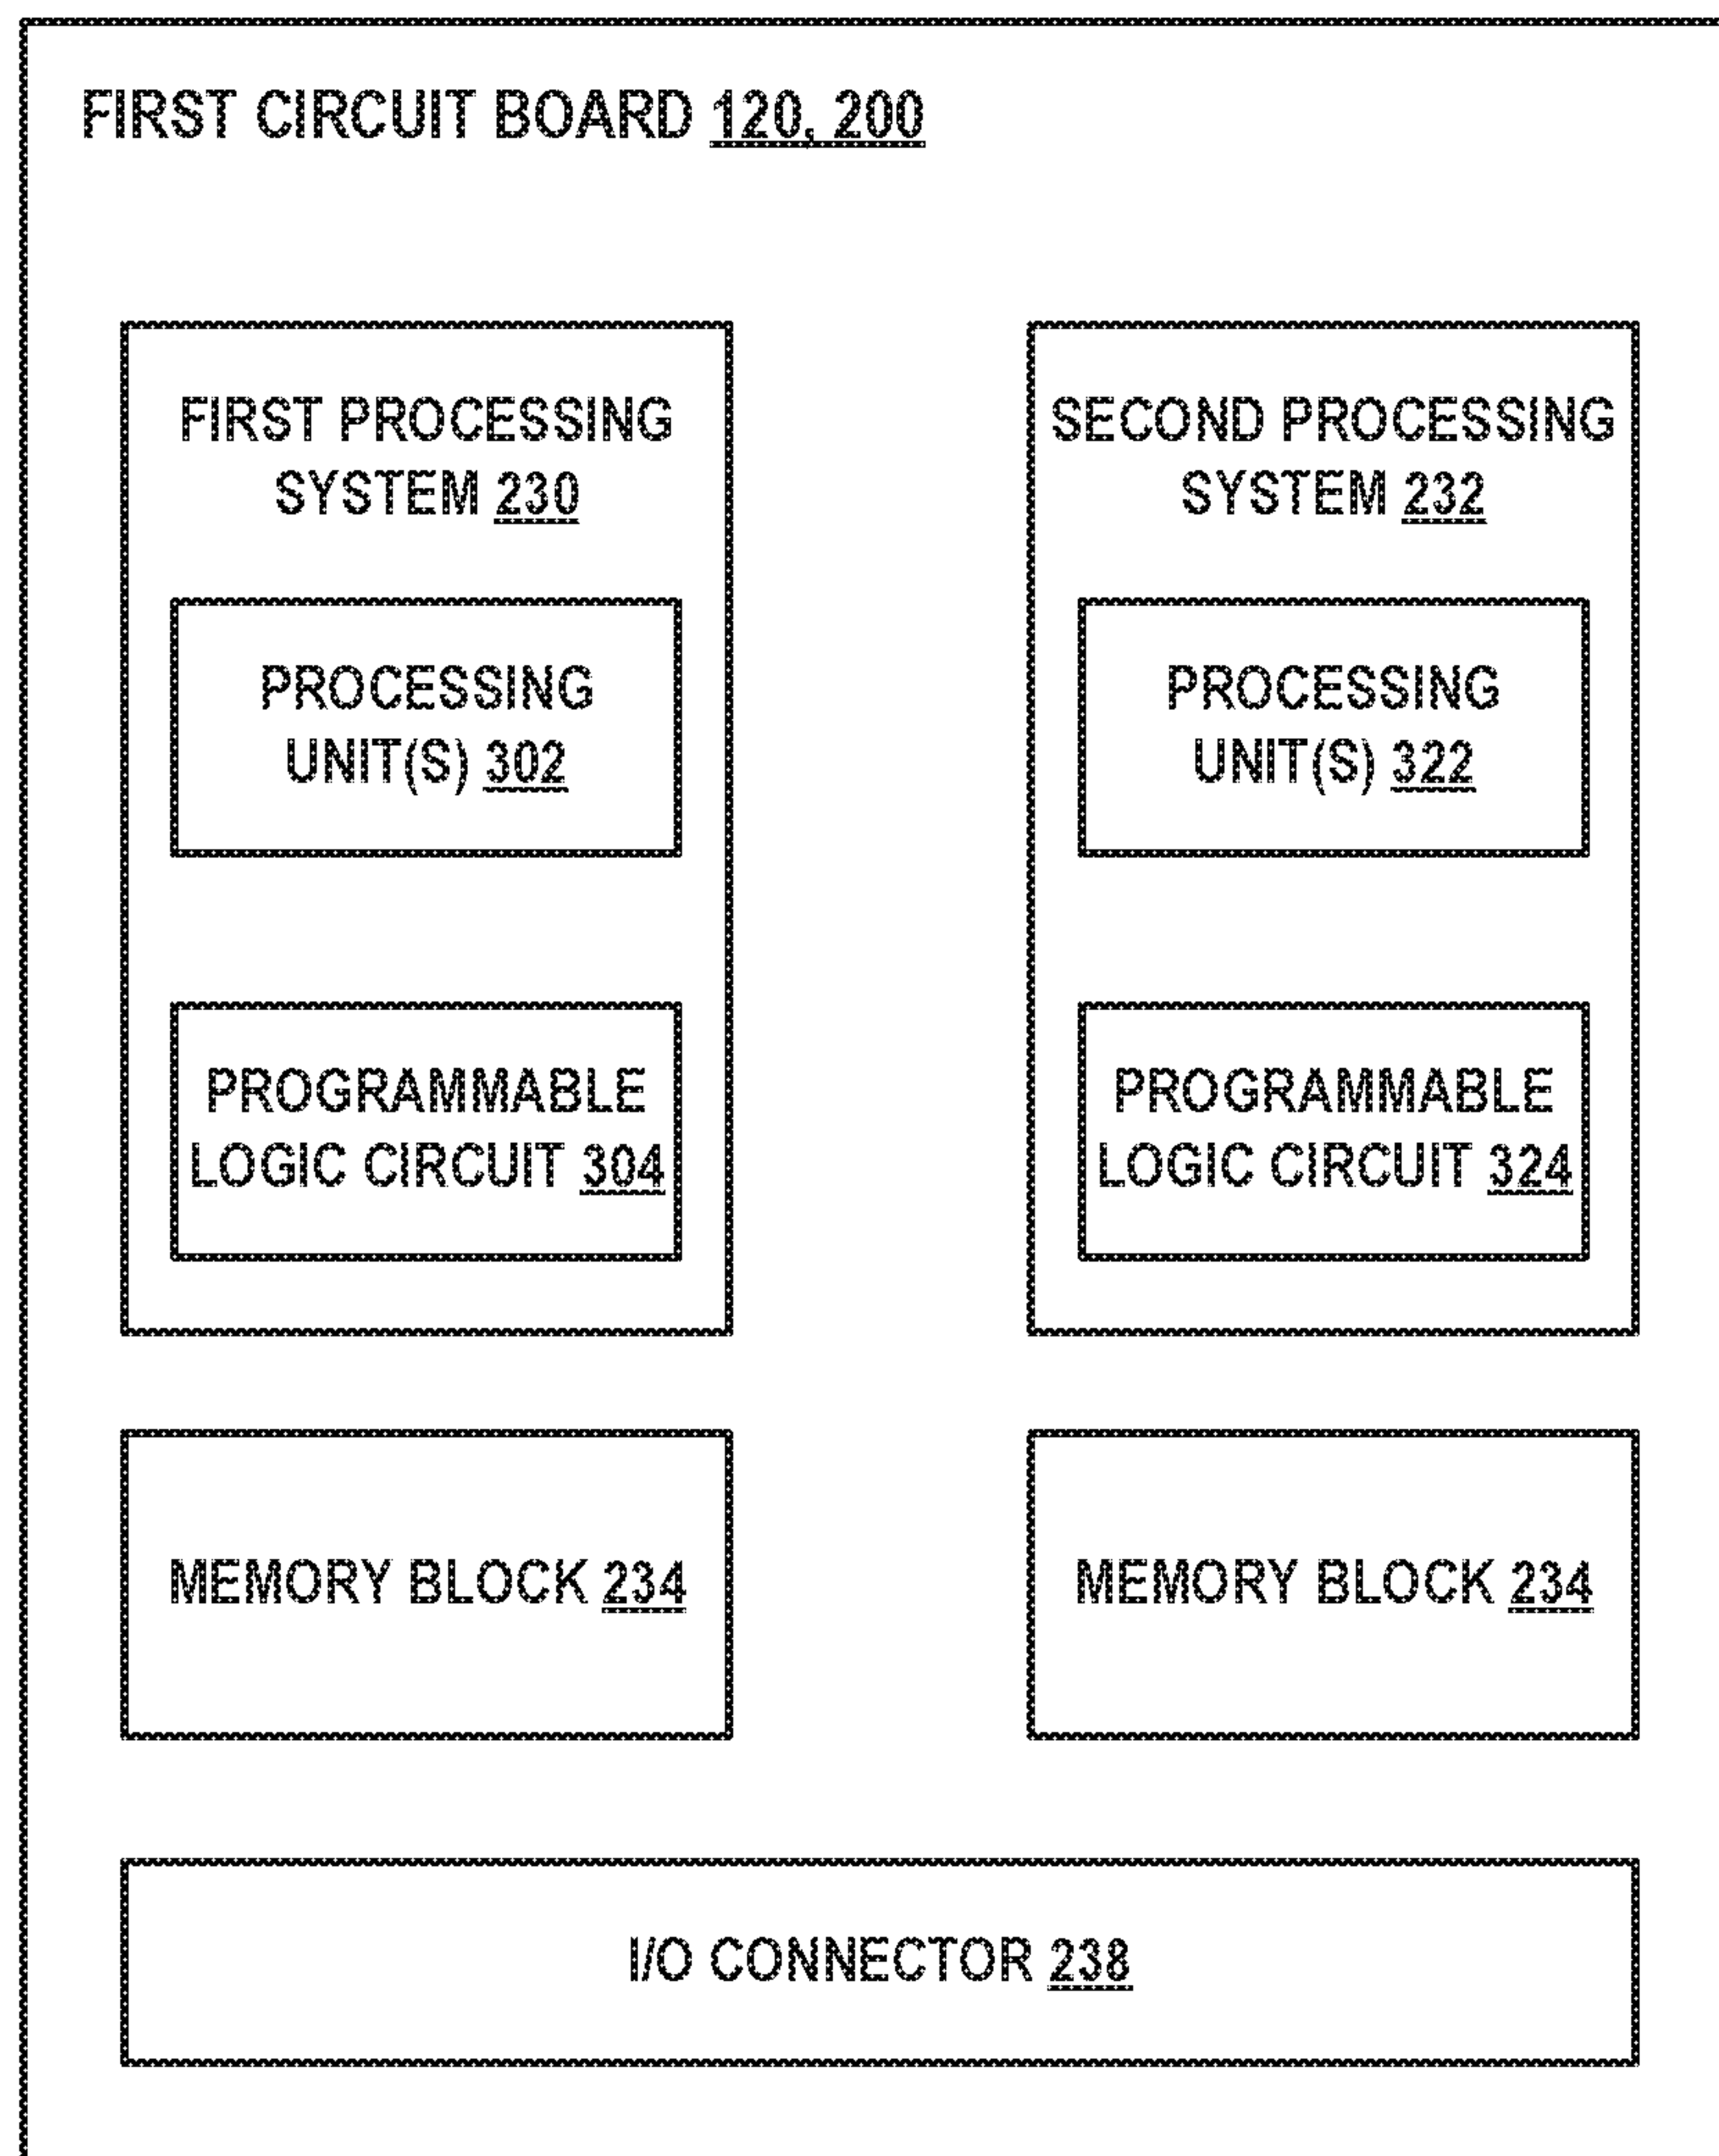 FIRST CIRCUIT BOARD 120, 200
FIRST PROCESSING
SYSTEM 230
PROCESSING
UNIT(S) 302
PROGRAMMABLE
LOGIC CIRCUIT 304
SECOND PROCESSING
SYSTEM 232
PROCESSING
UNIT(S) 322
PROGRAMMABLE
LOGIC CIRCUIT 324
MEMORY BLOCK 234
MEMORY BLOCK 234
I/O CONNECTOR 238